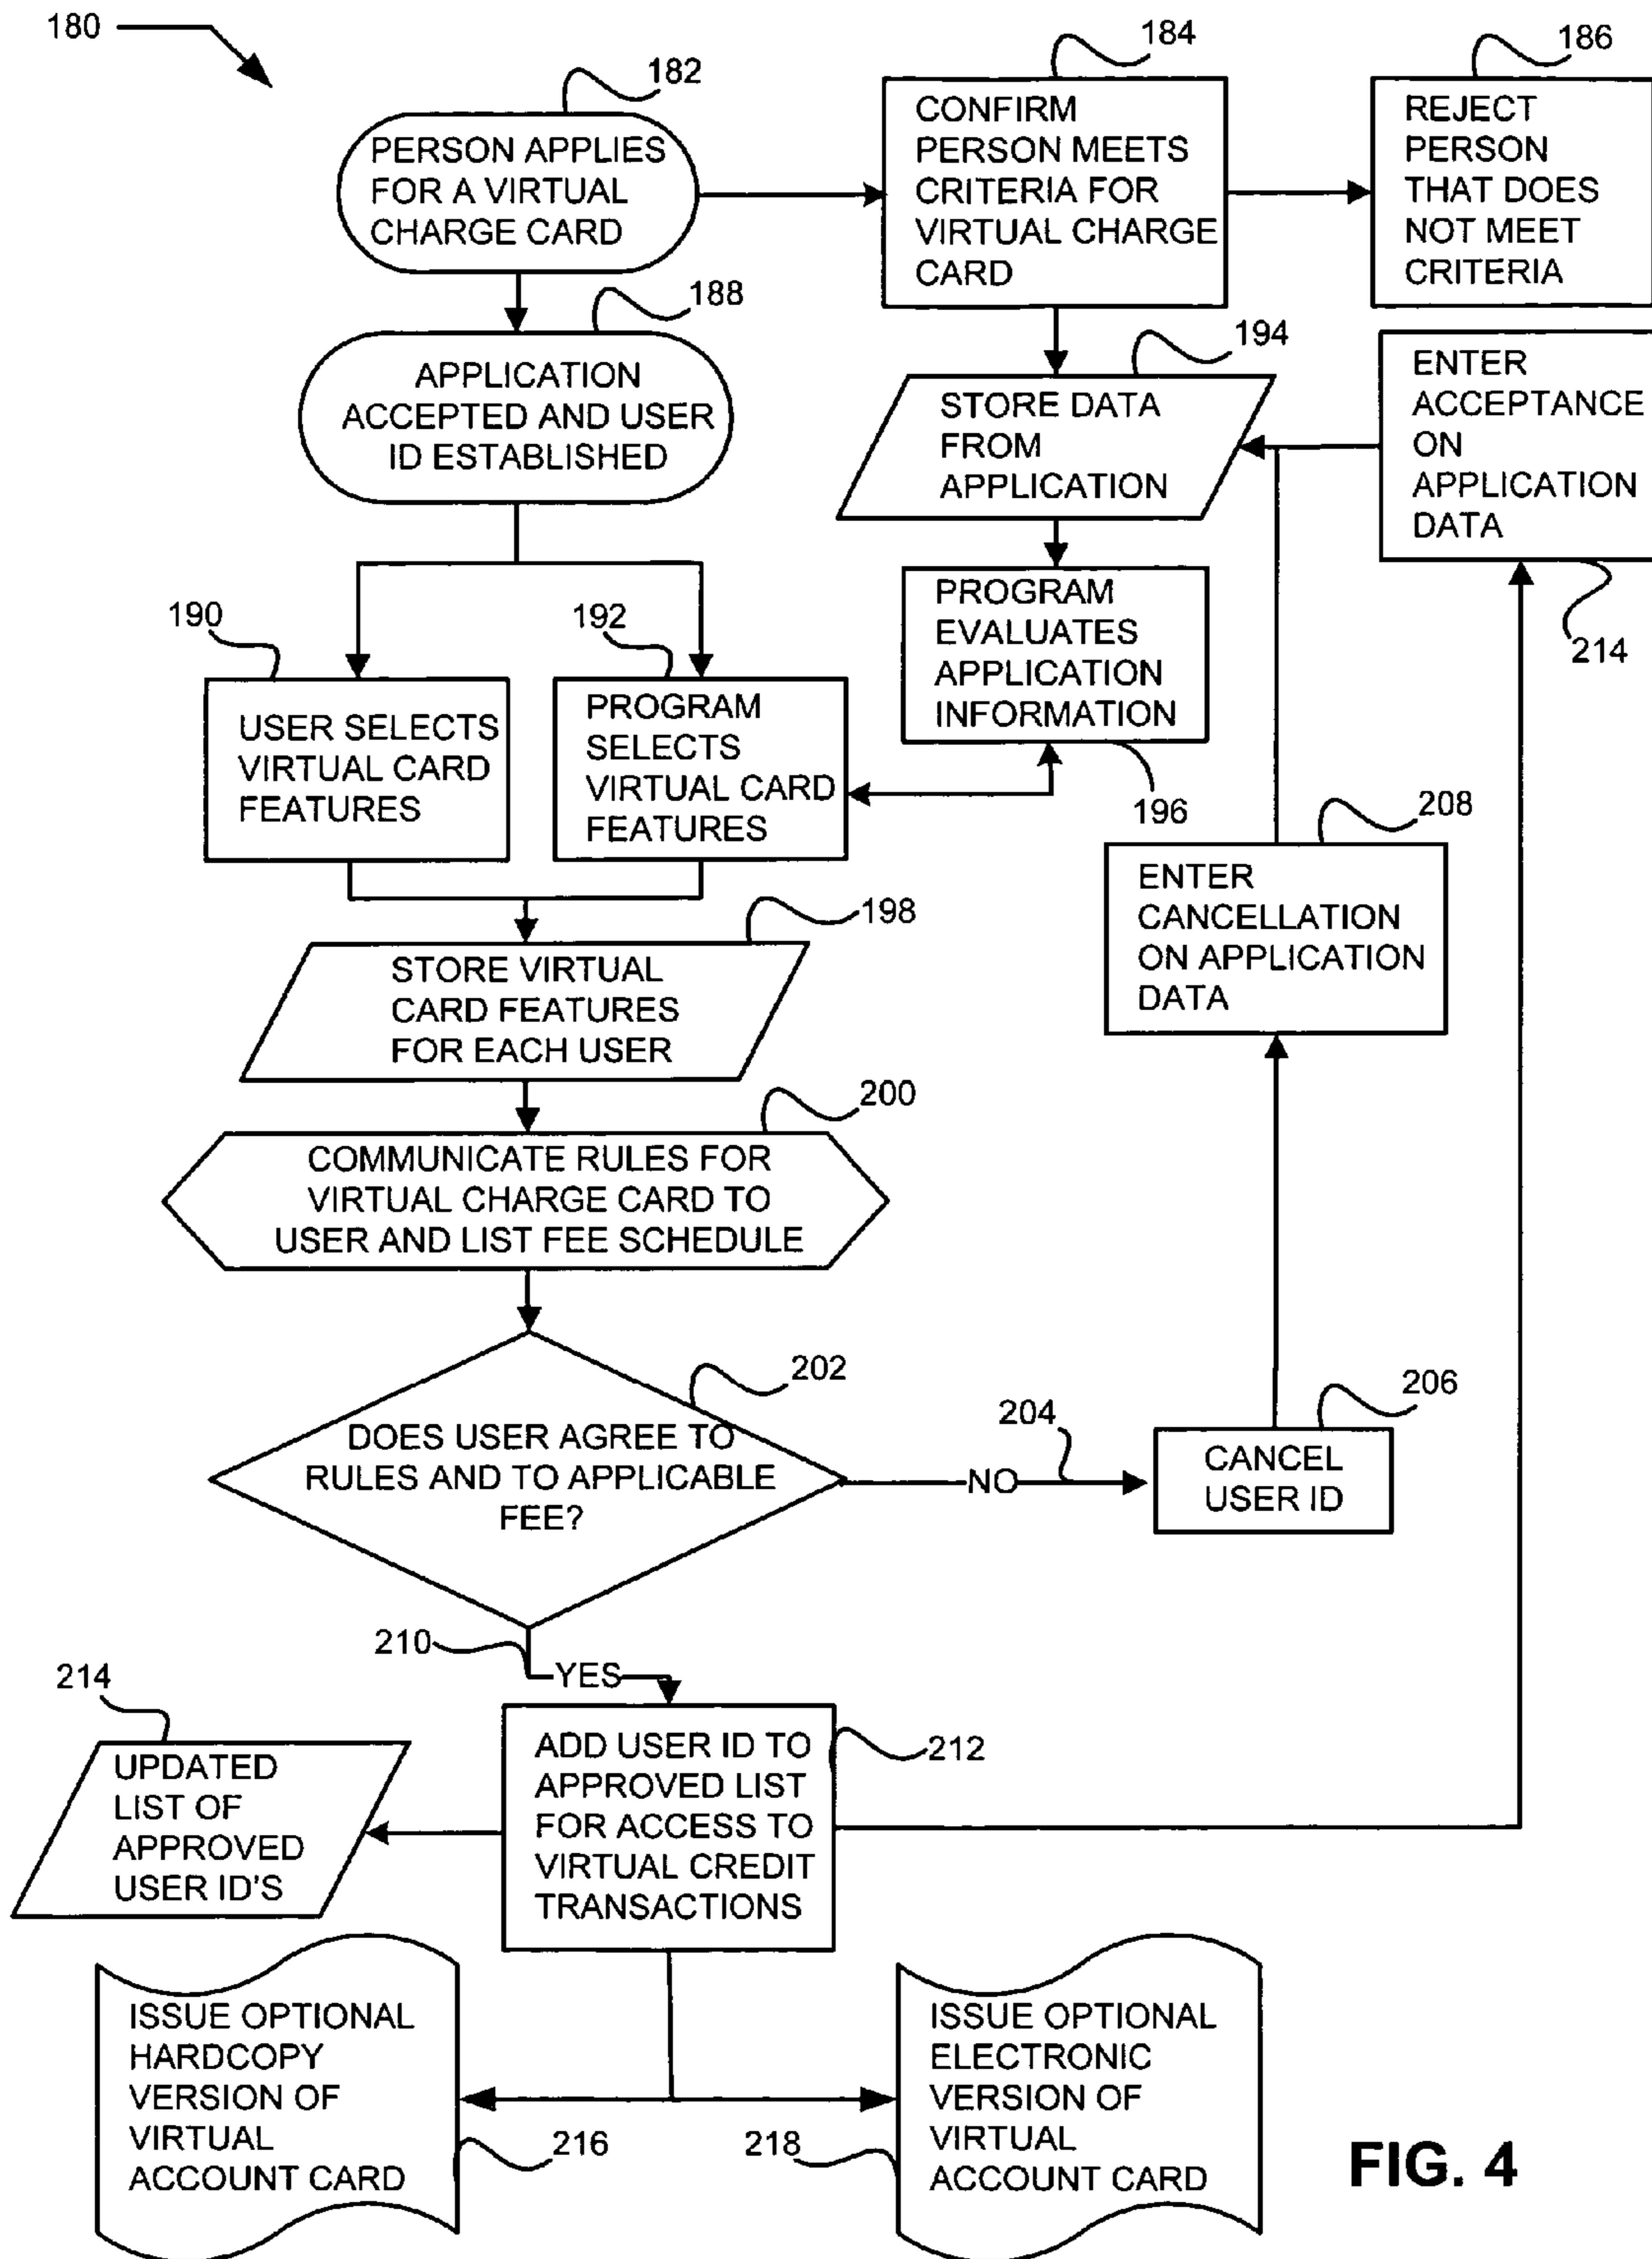 180
182
PERSON APPLIES
FOR A VIRTUAL
CHARGE CARD
184
CONFIRM
PERSON MEETS
CRITERIA FOR
VIRTUAL CHARGE
CARD
186
REJECT
PERSON
THAT DOES
NOT MEET
CRITERIA
188
APPLICATION
ACCEPTED AND USER
ID ESTABLISHED
194
STORE DATA
FROM
APPLICATION
ENTER
ACCEPTANCE
ON
APPLICATION
DATA
214
190
USER SELECTS
VIRTUAL CARD
FEATURES
192
PROGRAM
SELECTS
VIRTUAL CARD
FEATURES
PROGRAM
EVALUATES
APPLICATION
INFORMATION
196
208
ENTER
CANCELLATION
ON APPLICATION
DATA
198
STORE VIRTUAL
CARD FEATURES
FOR EACH USER
200
COMMUNICATE RULES FOR
VIRTUAL CHARGE CARD TO
USER AND LIST FEE SCHEDULE
202
DOES USER AGREE TO
RULES AND TO APPLICABLE
FEE?
204
NO
206
CANCEL
USER ID
210
YES
214
UPDATED
LIST OF
APPROVED
USER ID'S
212
ADD USER ID TO
APPROVED LIST
FOR ACCESS TO
VIRTUAL CREDIT
TRANSACTIONS
ISSUE OPTIONAL
HARDCOPY
VERSION OF
VIRTUAL
ACCOUNT CARD
216
218
ISSUE OPTIONAL
ELECTRONIC
VERSION OF
VIRTUAL
ACCOUNT CARD
FIG. 4